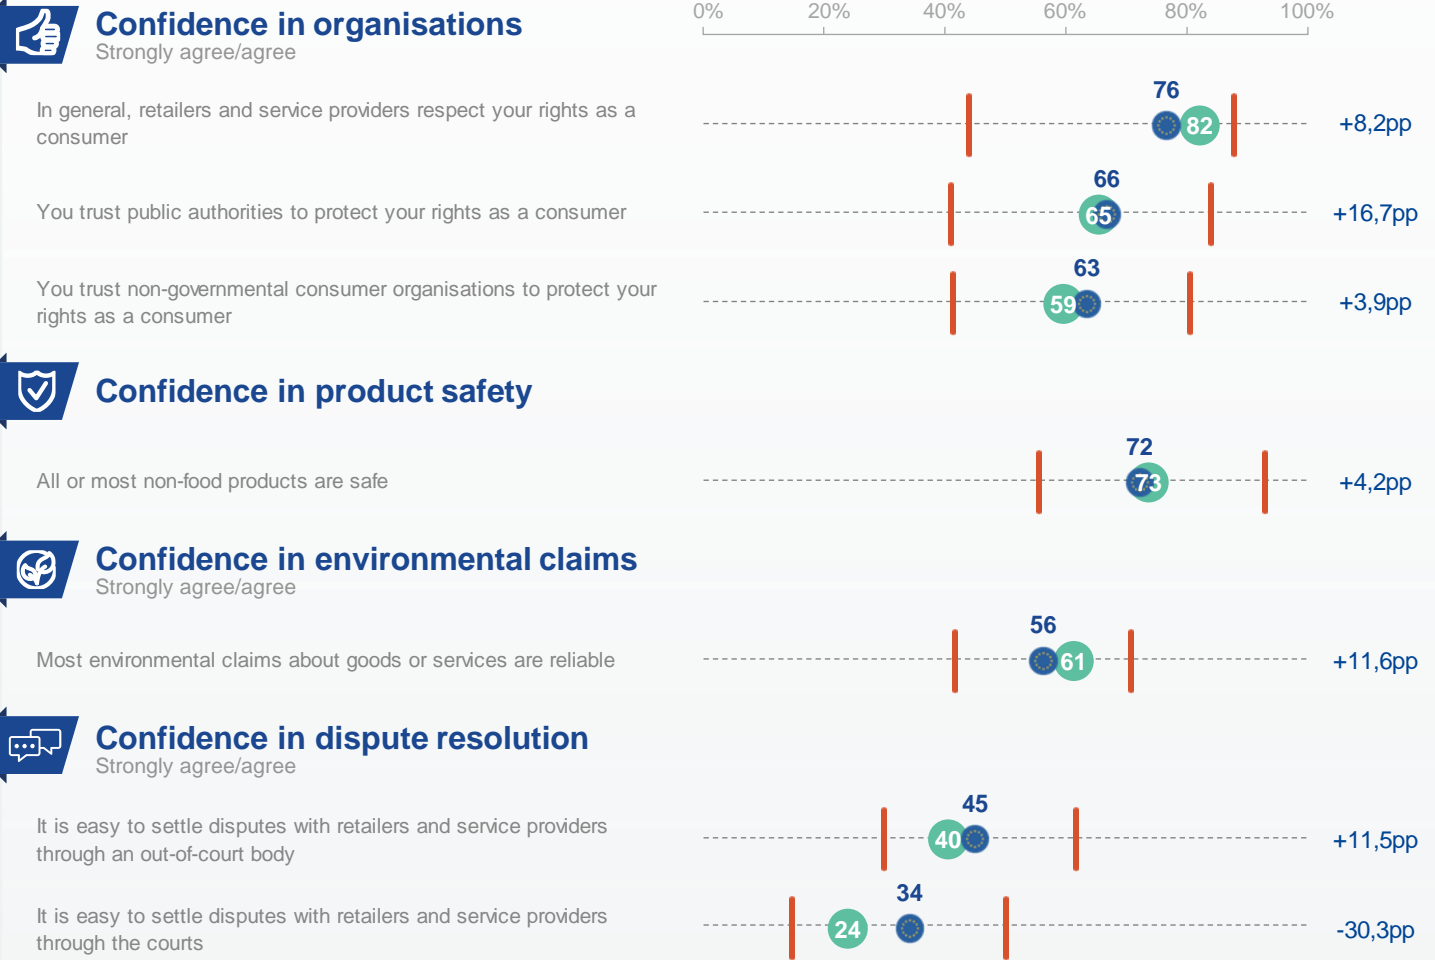 Confidence in organisations
Strongly agree/agree
0% 20% 40% 60% 80% 100%
In general, retailers and service providers respect your rights as a
consumer
76
82
+8,2pp
You trust public authorities to protect your rights as a consumer
66
65
+16,7pp
You trust non-governmental consumer organisations to protect your
rights as a consumer
63
59
+3,9pp
Confidence in product safety
All or most non-food products are safe
72
73
+4,2pp
Confidence in environmental claims
Strongly agree/agree
Most environmental claims about goods or services are reliable
56
61
+11,6pp
Confidence in dispute resolution
Strongly agree/agree
It is easy to settle disputes with retailers and service providers
through an out-of-court body
45
40
+11,5pp
It is easy to settle disputes with retailers and service providers
through the courts
34
24
-30,3pp